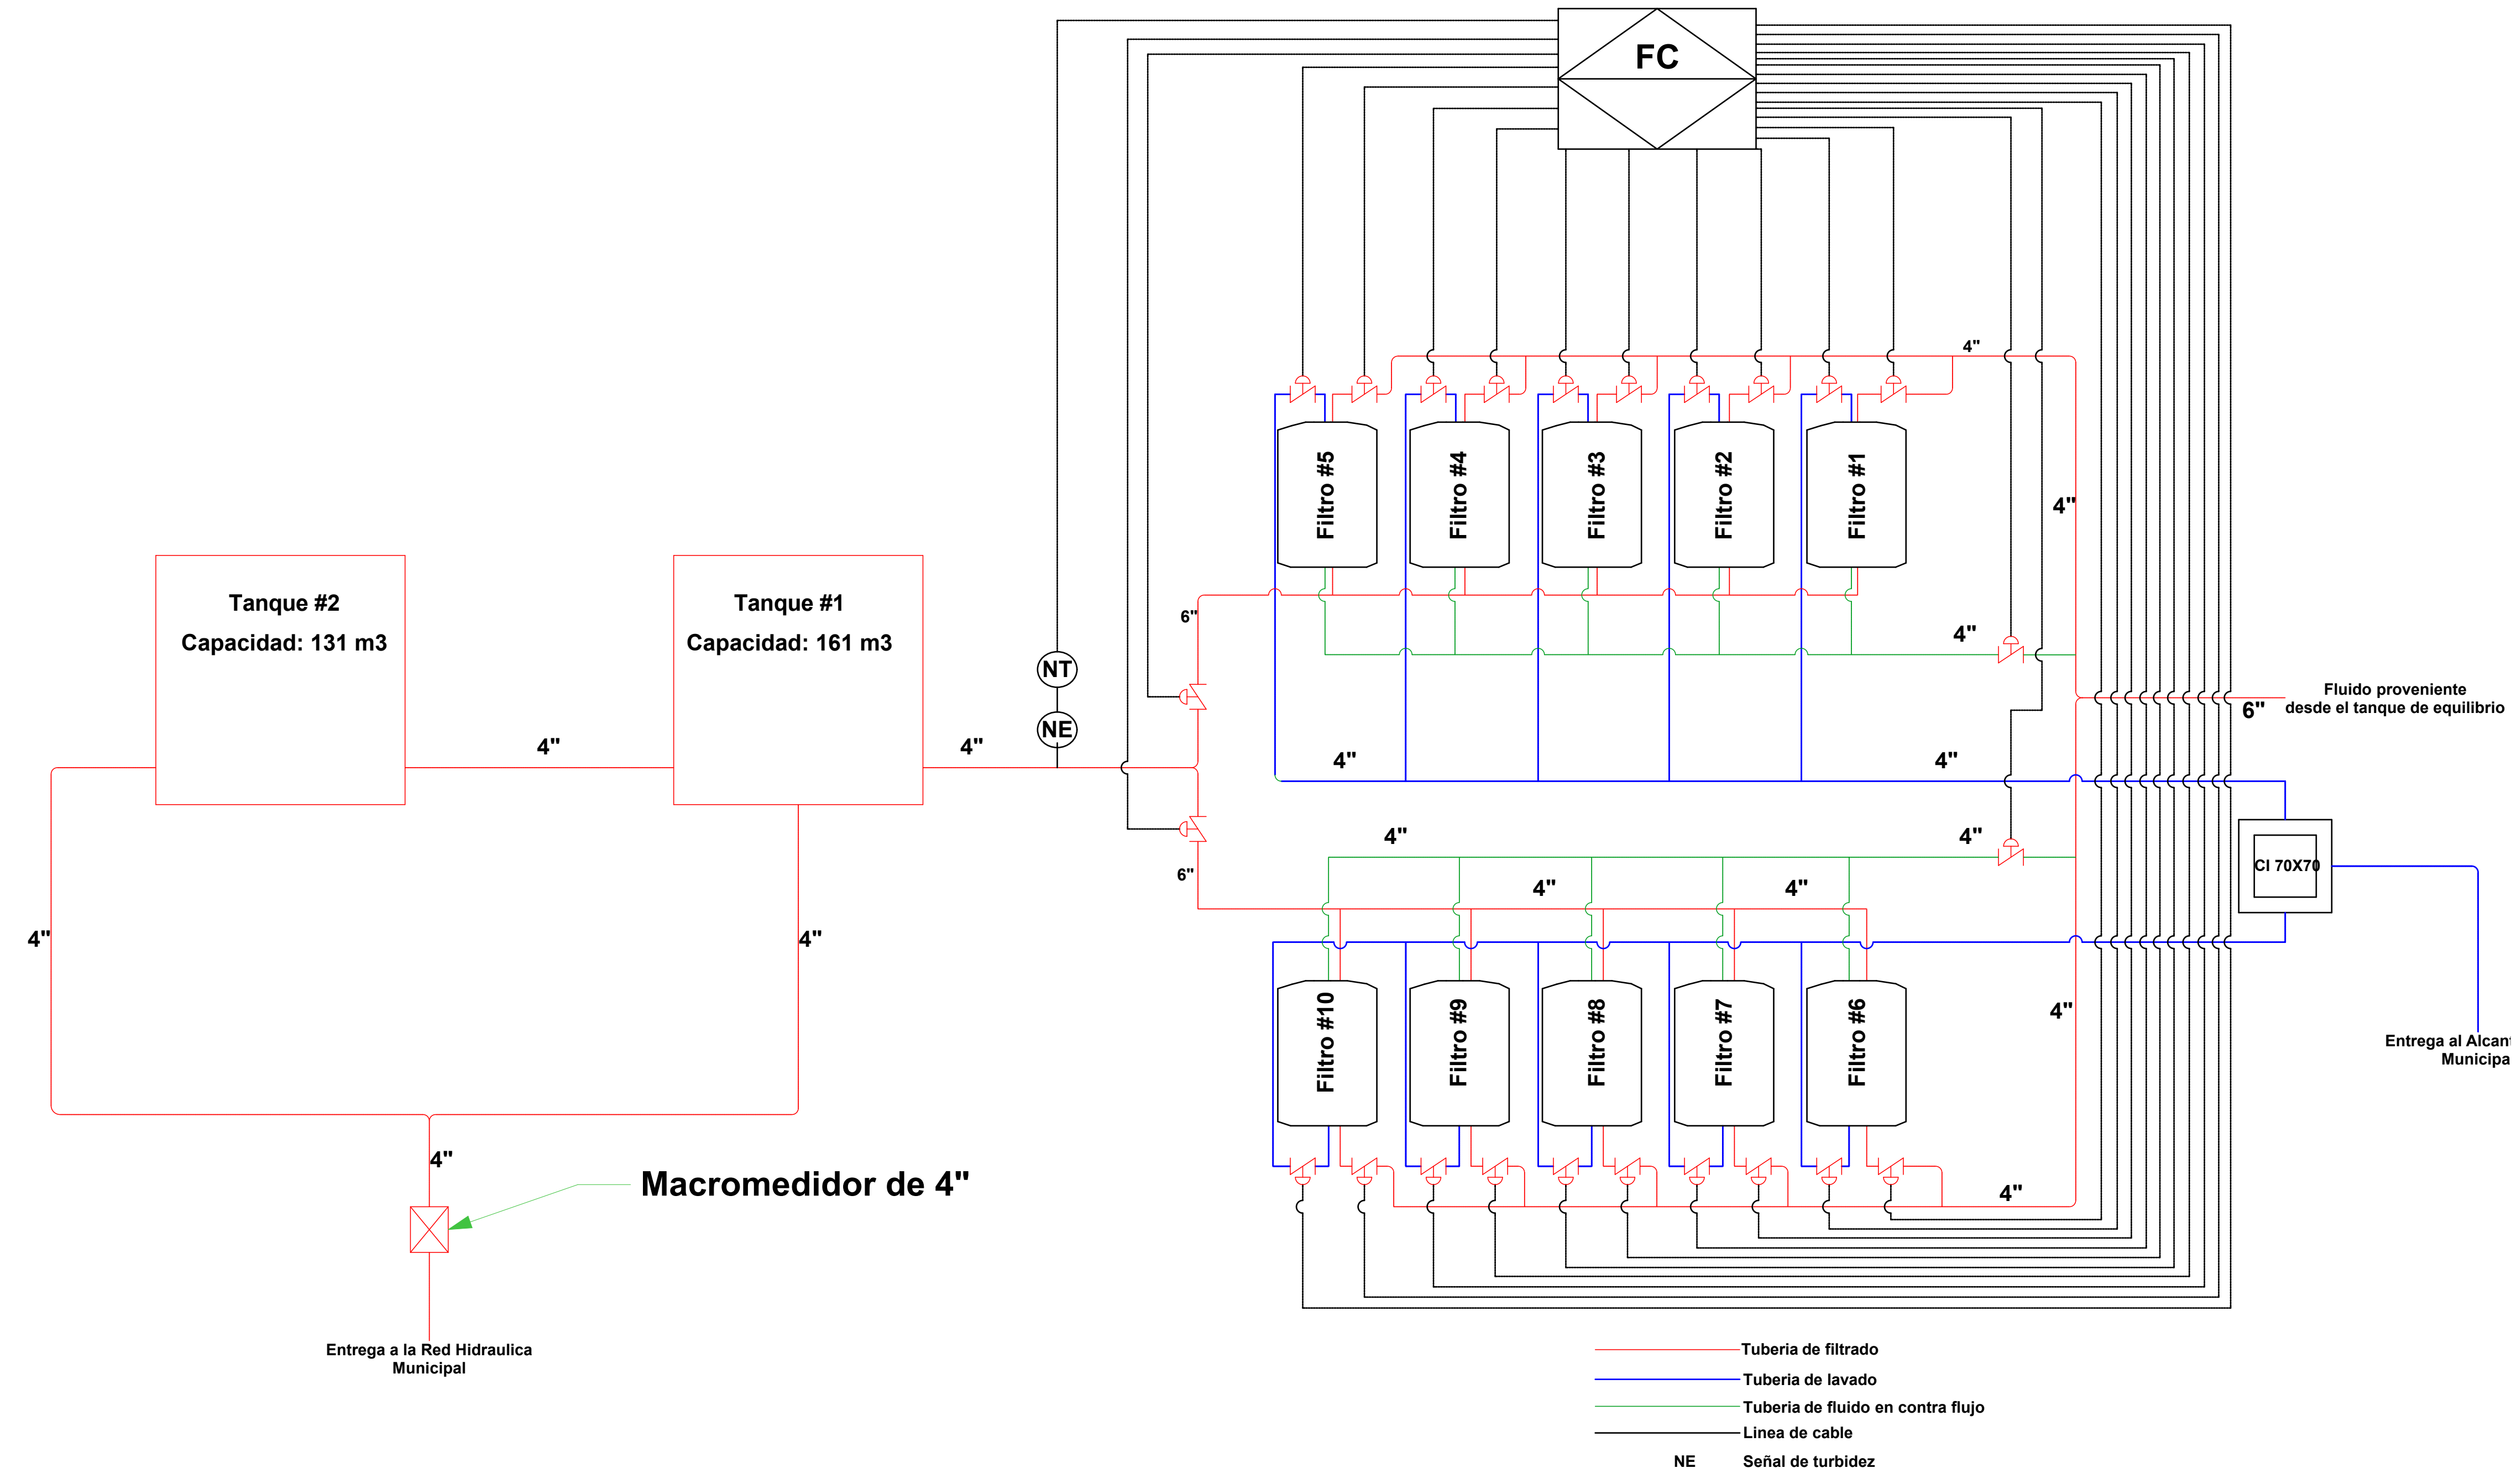 FC
4"
Filtro #5
Filtro #4
Filtro #3
Filtro #2
Filtro #1
4"
Tanque #2
Capacidad: 131 m3
Tanque #1
Capacidad: 161 m3
6"
4"
NT
NE
Fluido proveniente
desde el tanque de equilibrio
6"
4"
4"
4"
4"
4"
4"
6"
4"
4"
CI 70X70
4"
4"
Filtro #10
Filtro #9
Filtro #8
Filtro #7
Filtro #6
4"
Entrega al Alcant
Municipa
4"
Macromedidor de 4"
4"
Entrega a la Red Hidraulica
Municipal
Tuberia de filtrado
Tuberia de lavado
Tuberia de fluido en contra flujo
Linea de cable
NE Señal de turbidez